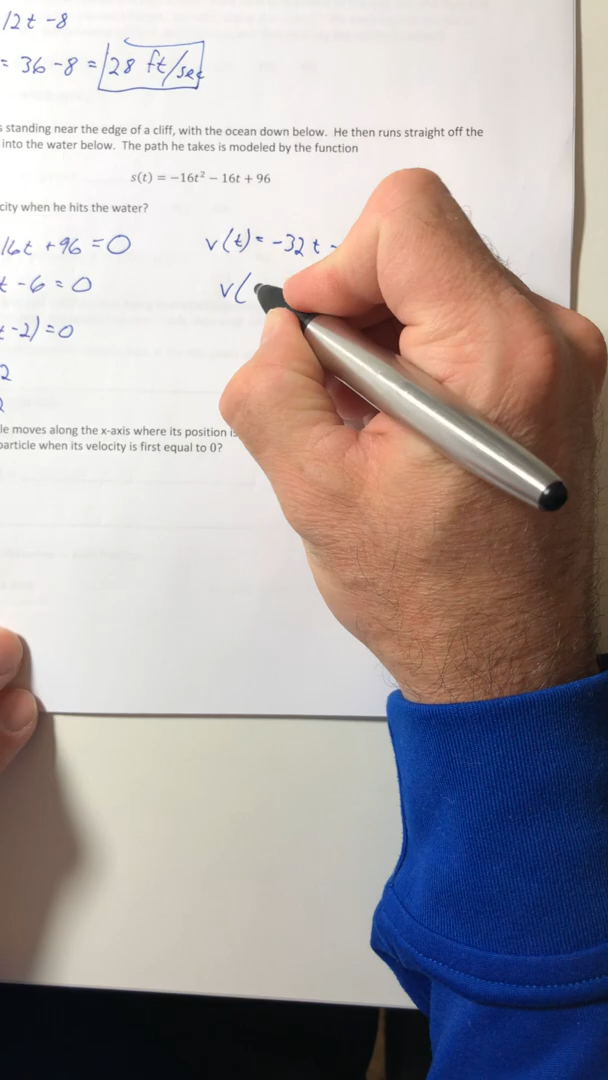 12t - 8
= 36 - 8 = 28 ft/sec
standing near the edge of a cliff, with the ocean down below. He then runs straight off the
into the water below. The path he takes is modeled by the function
s(t) = −16t² − 16t + 96
city when he hits the water?
16t + 96 = 0
v(t) = -32t -
t - 6 = 0
v(
t - 2) = 0
2
2
le moves along the x-axis where its position is
particle when its velocity is first equal to 0?